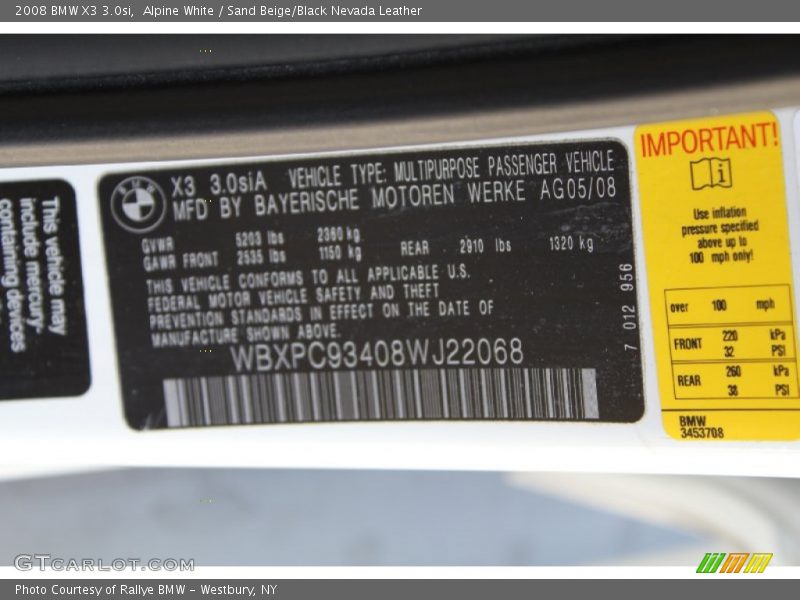 2008 BMW X3 3.0si, Alpine White / Sand Beige/Black Nevada Leather
This vehicle may
include mercury-
containing devices
BMW
X3 3.0siA VEHICLE TYPE: MULTIPURPOSE PASSENGER VEHICLE
MFD BY BAYERISCHE MOTOREN WERKE AG 05/08
GVWR 5203 lbs 2360 kg
GAWR FRONT 2535 lbs 1150 kg REAR 2910 lbs 1320 kg
THIS VEHICLE CONFORMS TO ALL APPLICABLE U.S.
FEDERAL MOTOR VEHICLE SAFETY AND THEFT
PREVENTION STANDARDS IN EFFECT ON THE DATE OF
MANUFACTURE SHOWN ABOVE.
WBXPC93408WJ22068
7 012 956
IMPORTANT!
Use inflation
pressure specified
above up to
100 mph only!
over 100 mph
FRONT 220 kPa
32 PSI
REAR 260 kPa
38 PSI
BMW
3453708
GTCARLOT.COM
Photo Courtesy of Rallye BMW - Westbury, NY